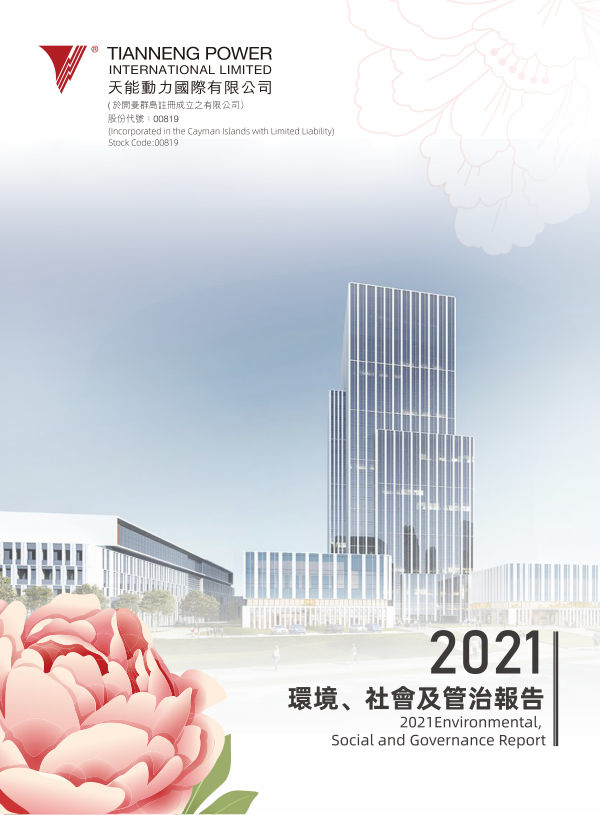 ®
TIANNENG POWER
INTERNATIONAL LIMITED
天能動力國際有限公司
( 於開曼群島註冊成立之有限公司）
股份代號：00819
(Incorporated in the Cayman Islands with Limited Liability)
Stock Code:00819
2021
環境、社會及管治報告
2021Environmental,
Social and Governance Report